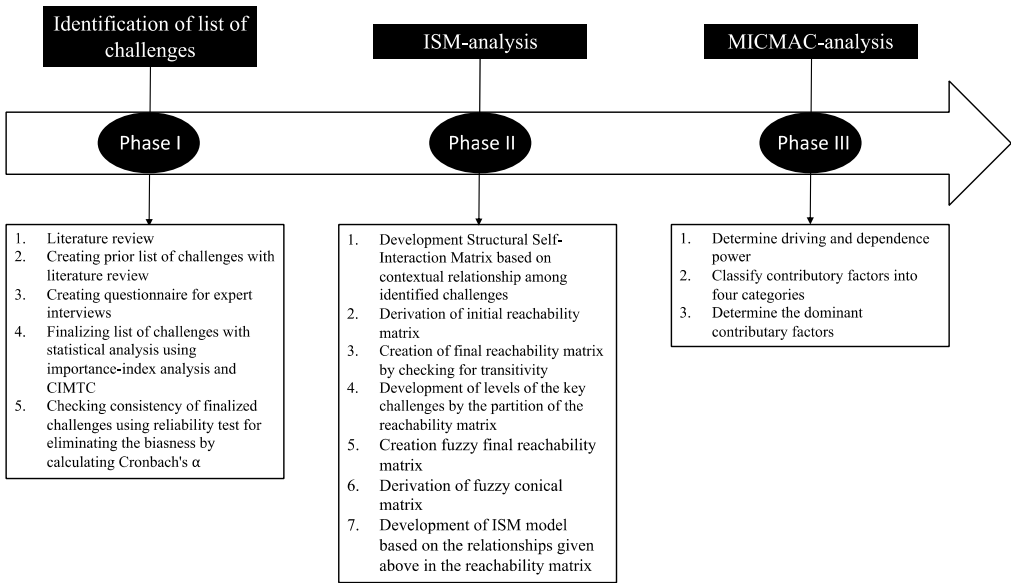 Identification of list of
challenges
ISM-analysis
MICMAC-analysis
Phase I
Phase II
Phase III
1. Literature review
2. Creating prior list of challenges with
literature review
3. Creating questionnaire for expert
interviews
4. Finalizing list of challenges with
statistical analysis using
importance-index analysis and
CIMTC
5. Checking consistency of finalized
challenges using reliability test for
eliminating the biasness by
calculating Cronbach's α
1. Development Structural Self-
Interaction Matrix based on
contextual relationship among
identified challenges
2. Derivation of initial reachability
matrix
3. Creation of final reachability matrix
by checking for transitivity
4. Development of levels of the key
challenges by the partition of the
reachability matrix
5. Creation fuzzy final reachability
matrix
6. Derivation of fuzzy conical
matrix
7. Development of ISM model
based on the relationships given
above in the reachability matrix
1. Determine driving and dependence
power
2. Classify contributory factors into
four categories
3. Determine the dominant
contributary factors